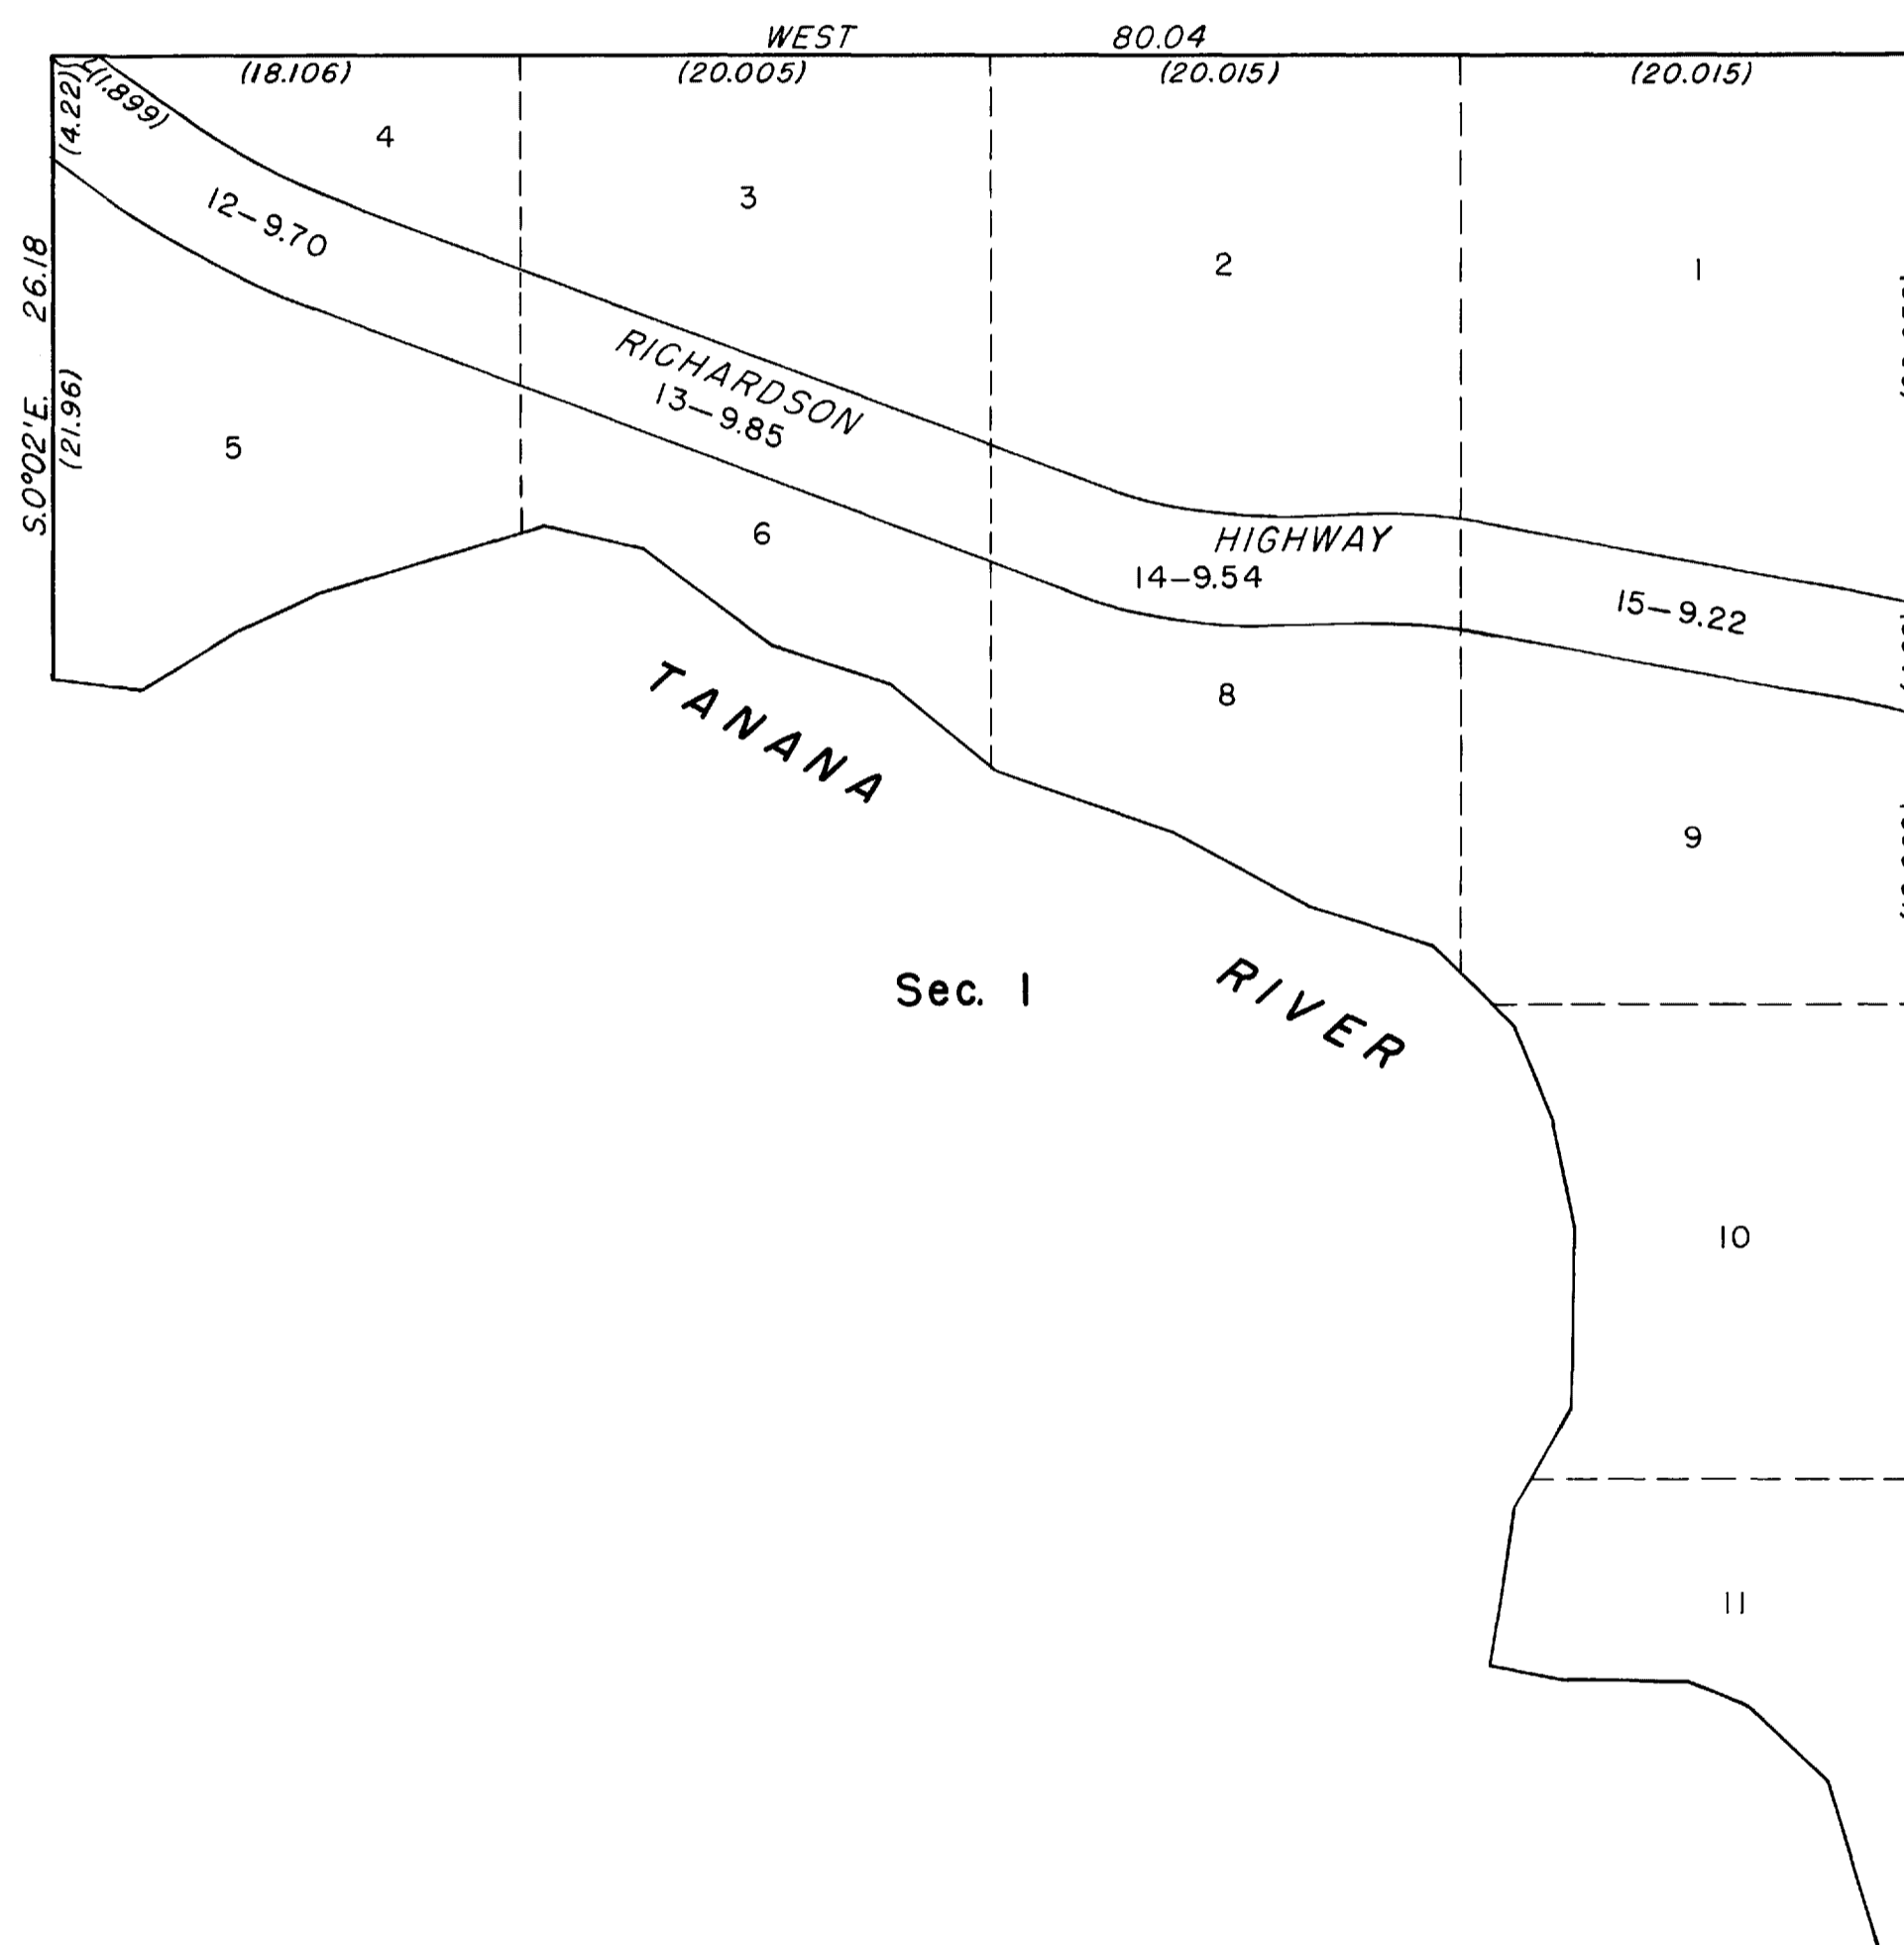 WEST 80.04
(18.106) (20.005) (20.015) (20.015)
(4.22)
(1.899)
4
3
2
1
12–9.70
S.0°02'E. 26.18
(21.96)
5
RICHARDSON
13–9.85
6
HIGHWAY
14–9.54
15–9.22
8
TANANA
9
Sec. 1
RIVER
10
11